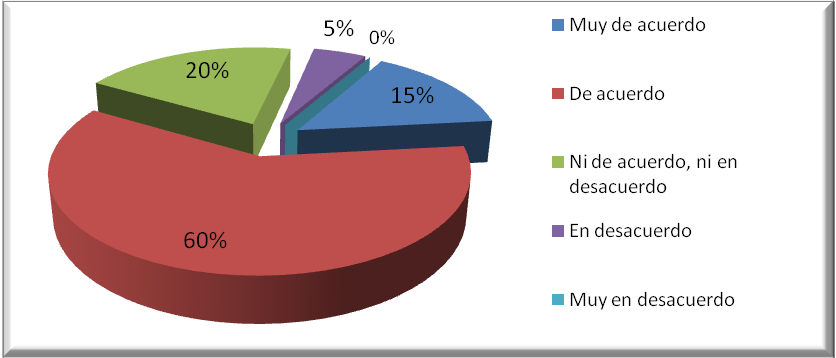 5%
0%
20%
15%
60%
Muy de acuerdo
De acuerdo
Ni de acuerdo, ni en
desacuerdo
En desacuerdo
Muy en desacuerdo